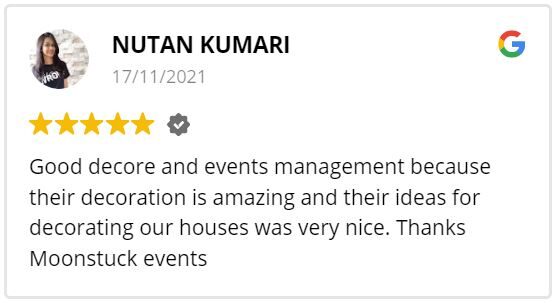 NUTAN KUMARI
17/11/2021
Good decore and events management because
their decoration is amazing and their ideas for
decorating our houses was very nice. Thanks
Moonstuck events